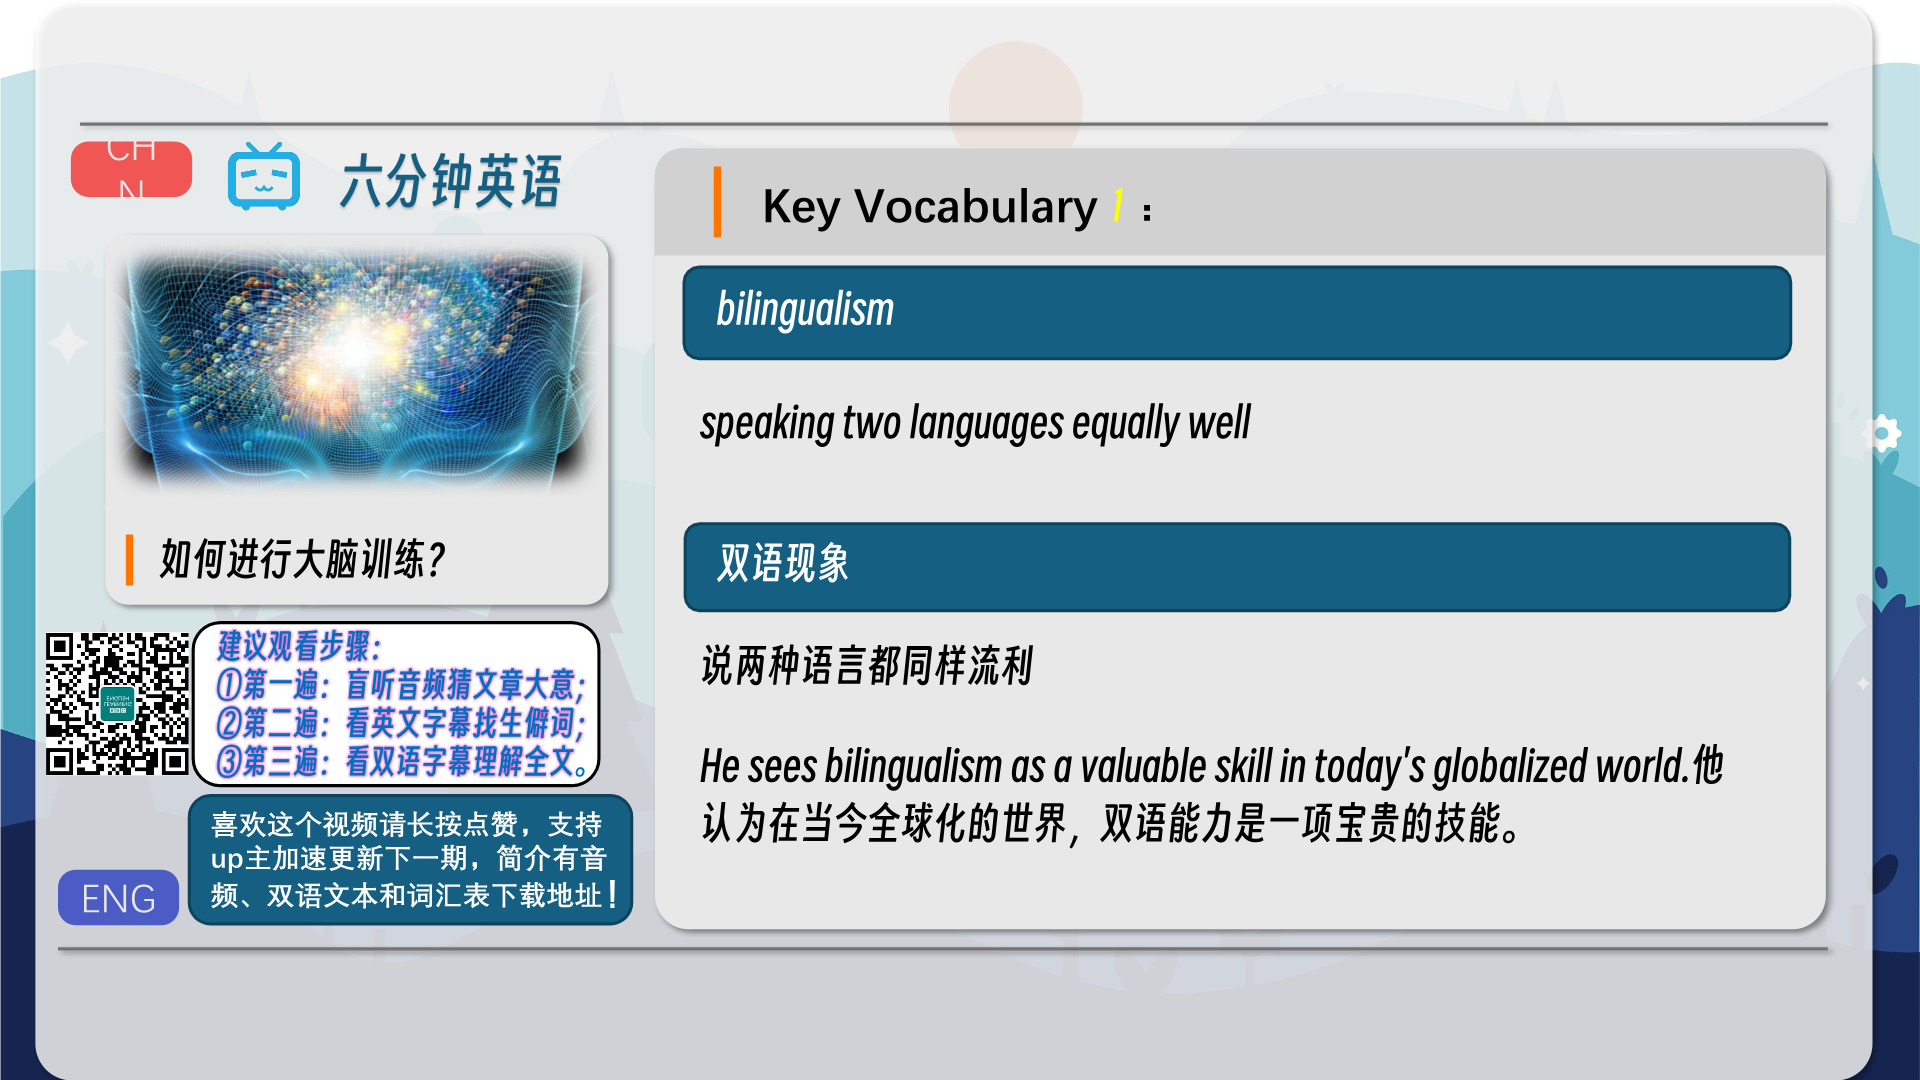 CH
N
六分钟英语
如何进行大脑训练?
建议观看步骤:
①第一遍:盲听音频猜文章大意;
②第二遍:看英文字幕找生僻词;
③第三遍:看双语字幕理解全文。
喜欢这个视频请长按点赞，支持
up主加速更新下一期，简介有音
频、双语文本和词汇表下载地址！
ENG
Key Vocabulary 1：
bilingualism
speaking two languages equally well
双语现象
说两种语言都同样流利
He sees bilingualism as a valuable skill in today's globalized world.他
认为在当今全球化的世界，双语能力是一项宝贵的技能。